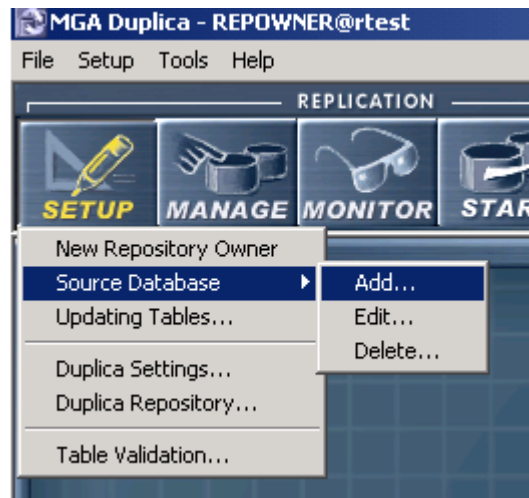 MGA Duplica - REPOWNER@rtest
File Setup Tools Help
REPLICATION
SETUP MANAGE MONITOR STAR
New Repository Owner
Source Database
Add...
Updating Tables...
Edit...
Delete...
Duplica Settings...
Duplica Repository...
Table Validation...